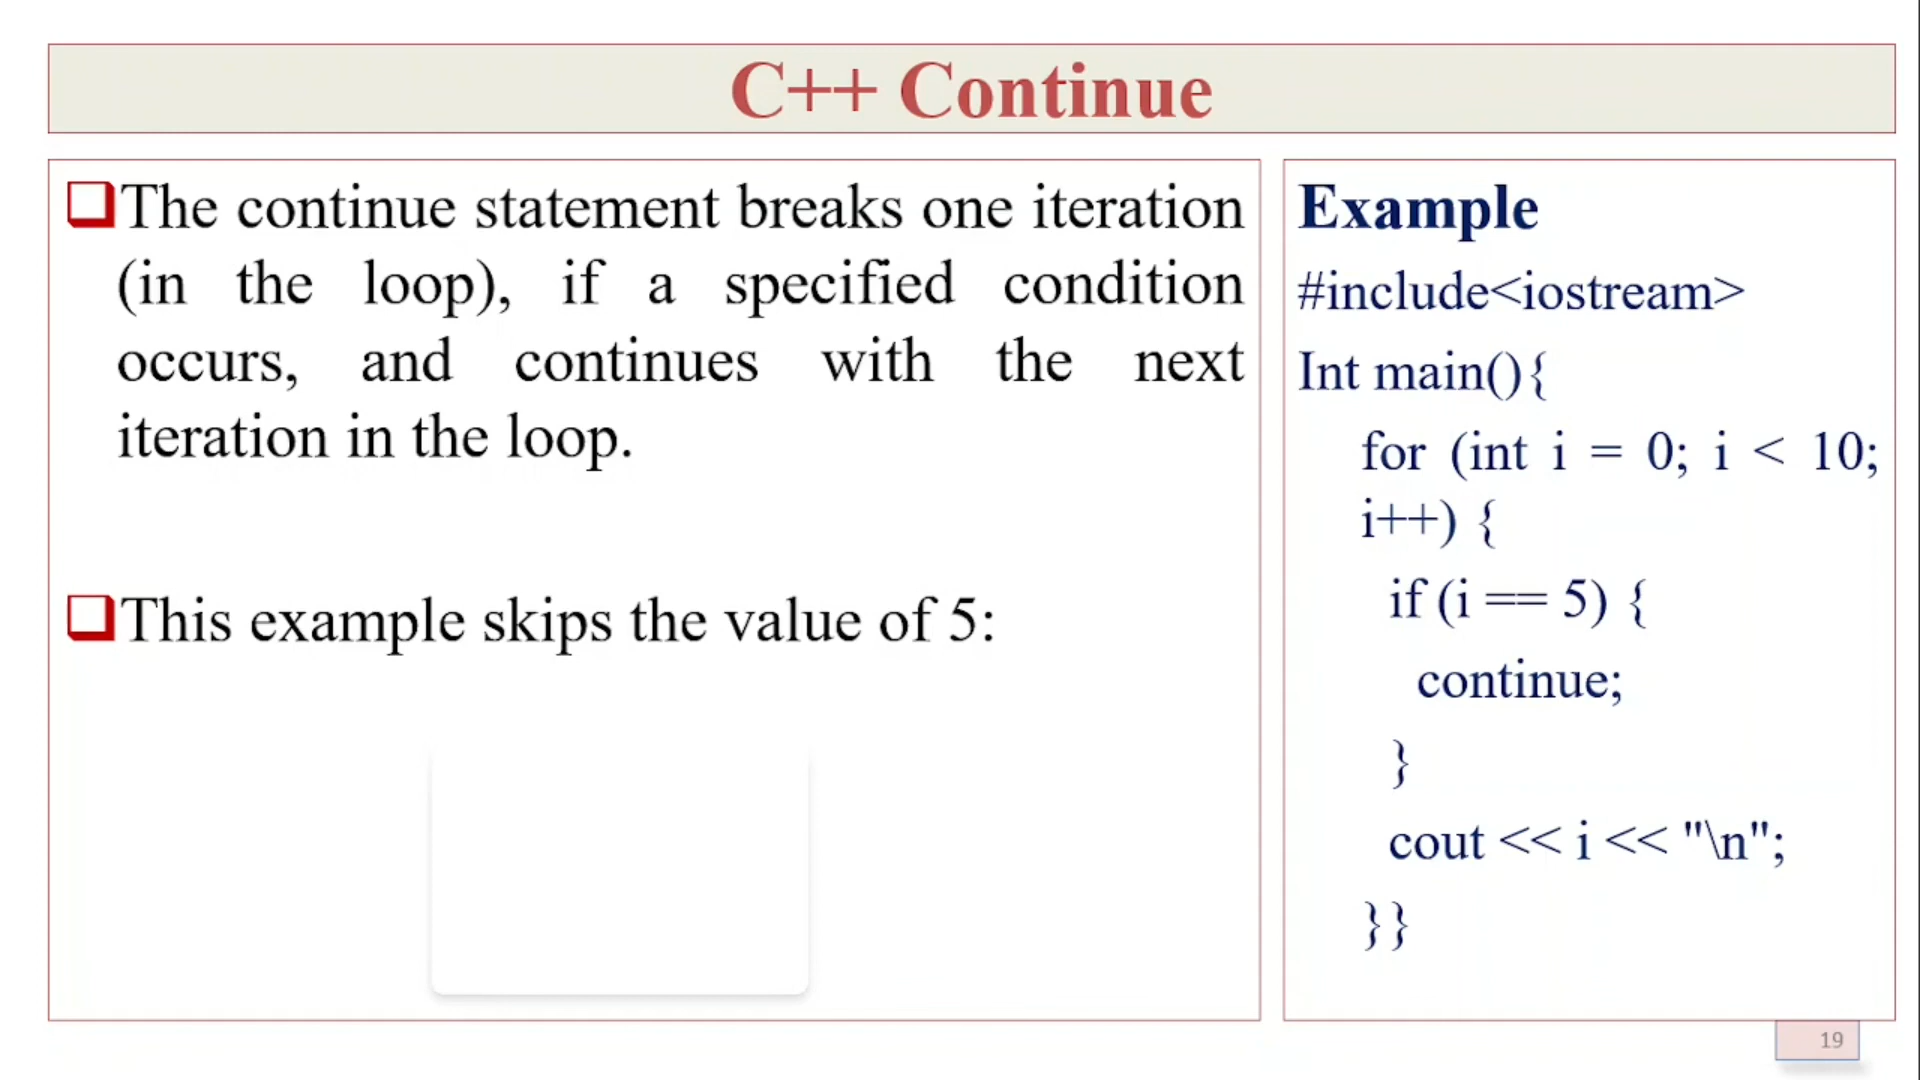 C++ Continue
The continue statement breaks one iteration
(in the loop), if a specified condition
occurs, and continues with the next
iteration in the loop.
This example skips the value of 5:
Example
#include<iostream>
Int main(){
for (int i = 0; i < 10;
i++) {
if (i == 5) {
continue;
}
cout << i << "\n";
}}
19